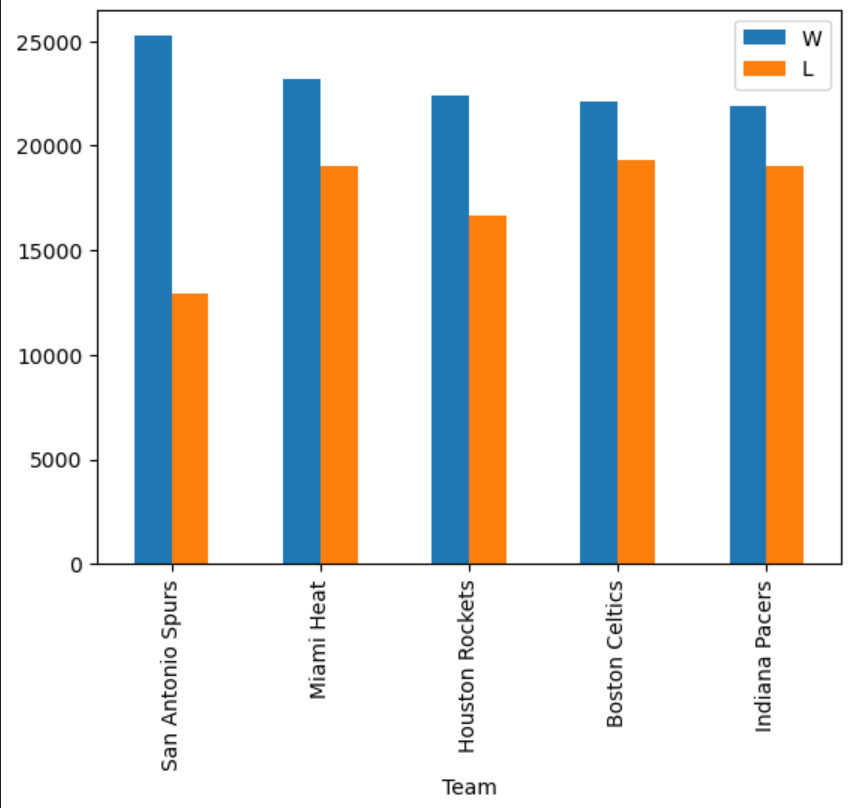 25000
20000
15000
10000
5000
0
W
L
San Antonio Spurs
Miami Heat
Houston Rockets
Boston Celtics
Indiana Pacers
Team